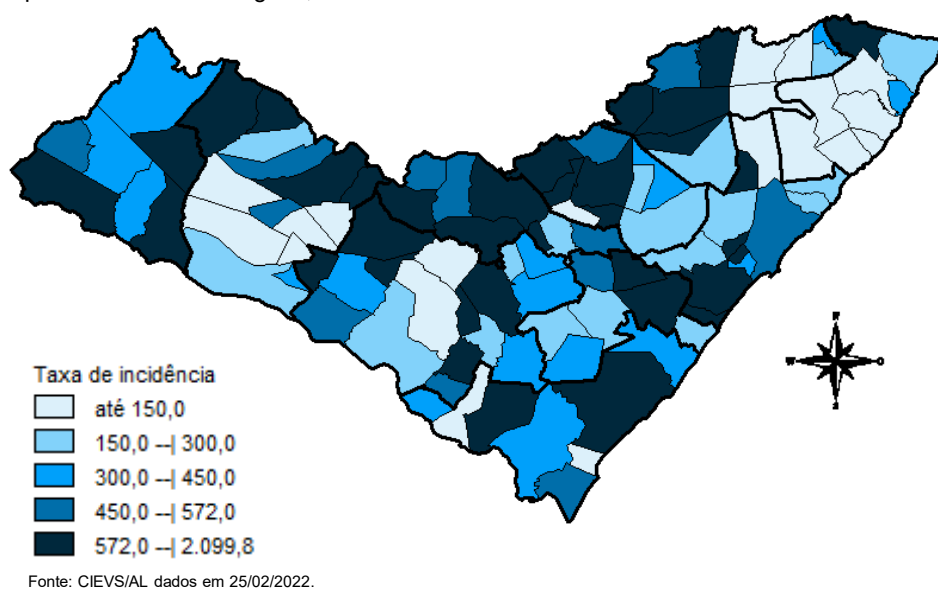 Taxa de incidência
até 150,0
150,0 --| 300,0
300,0 --| 450,0
450,0 --| 572,0
572,0 --| 2.099,8
Fonte: CIEVS/AL dados em 25/02/2022.